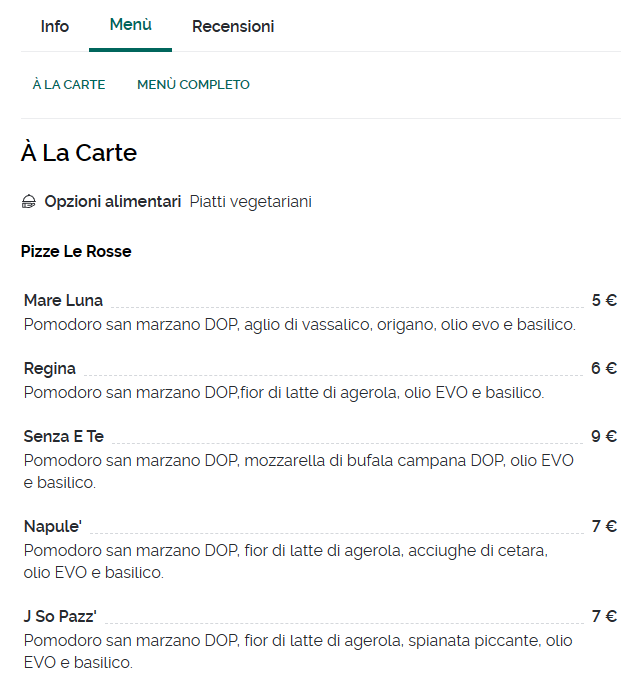 Info Menù Recensioni
À LA CARTE MENÙ COMPLETO
À La Carte
Opzioni alimentari Piatti vegetariani
Pizze Le Rosse
Mare Luna 5 €
Pomodoro san marzano DOP, aglio di vassalico, origano, olio evo e basilico.
Regina 6 €
Pomodoro san marzano DOP,fior di latte di agerola, olio EVO e basilico.
Senza E Te 9 €
Pomodoro san marzano DOP, mozzarella di bufala campana DOP, olio EVO
e basilico.
Napule' 7 €
Pomodoro san marzano DOP, fior di latte di agerola, acciughe di cetara,
olio EVO e basilico.
J So Pazz' 7 €
Pomodoro san marzano DOP, fior di latte di agerola, spianata piccante, olio
EVO e basilico.